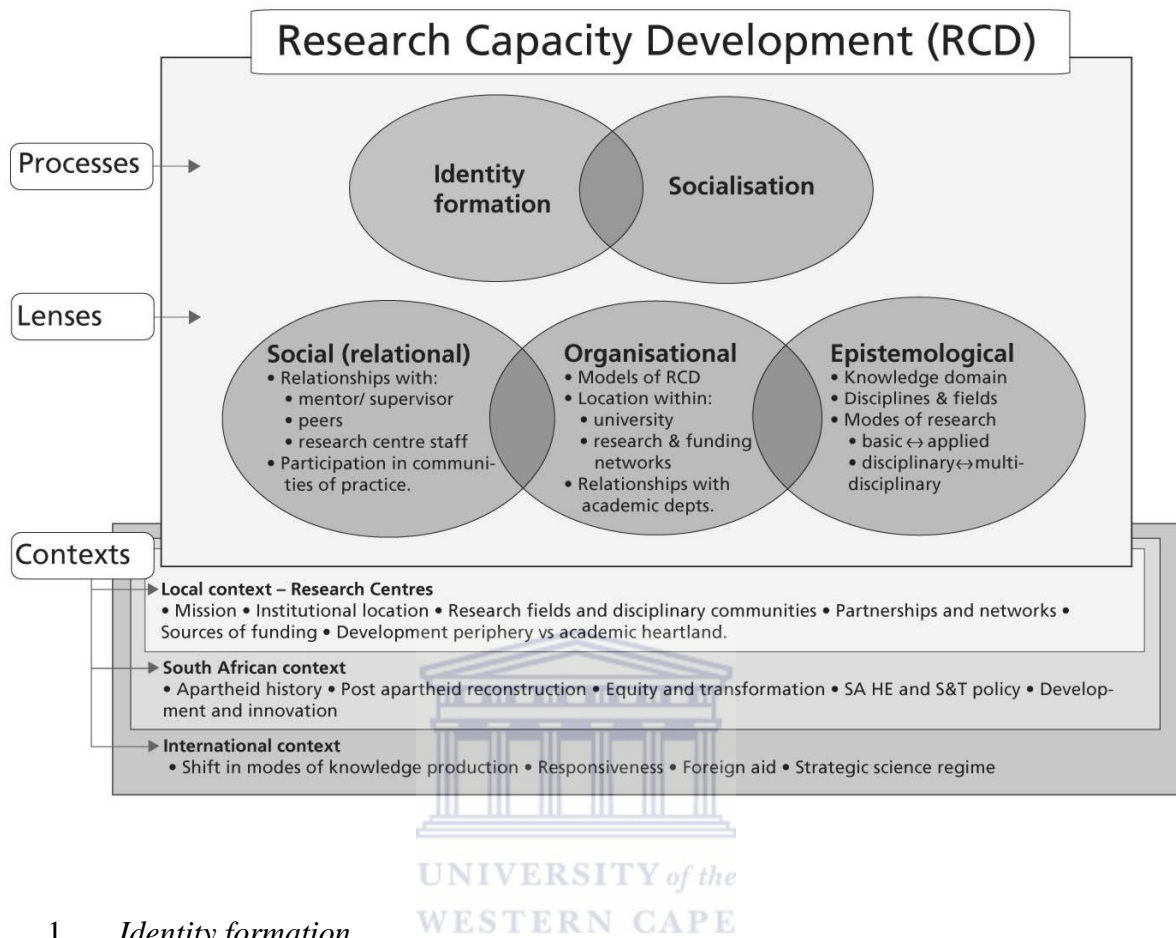 Research Capacity Development (RCD)
Processes
Identity
formation
Socialisation
Lenses
Social (relational)
• Relationships with:
• mentor/ supervisor
• peers
• research centre staff
• Participation in communi-
ties of practice.
Organisational
• Models of RCD
• Location within:
• university
• research & funding
networks
• Relationships with
academic depts.
Epistemological
• Knowledge domain
• Disciplines & fields
• Modes of research
• basic ↔ applied
• disciplinary↔multi-
disciplinary
Contexts
Local context – Research Centres
• Mission • Institutional location • Research fields and disciplinary communities • Partnerships and networks •
Sources of funding • Development periphery vs academic heartland.
South African context
• Apartheid history • Post apartheid reconstruction • Equity and transformation • SA HE and S&T policy • Develop-
ment and innovation
International context
• Shift in modes of knowledge production • Responsiveness • Foreign aid • Strategic science regime
UNIVERSITY of the
WESTERN CAPE
1 Identity formation